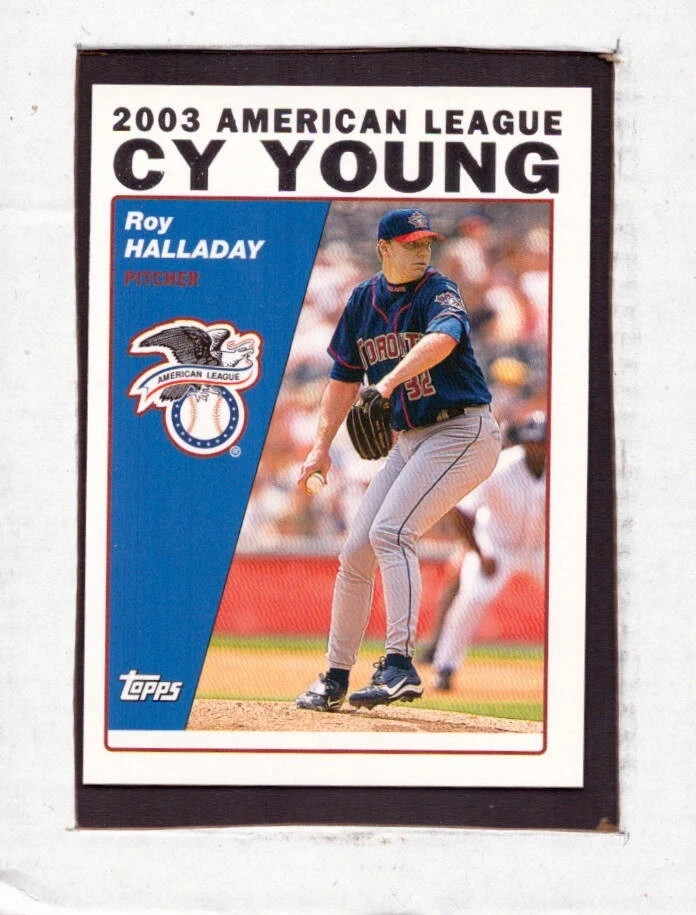 2003 AMERICAN LEAGUE
CY YOUNG
Roy
HALLADAY
PITCHER
AMERICAN LEAGUE
®
TORONTO
32
TOPPS